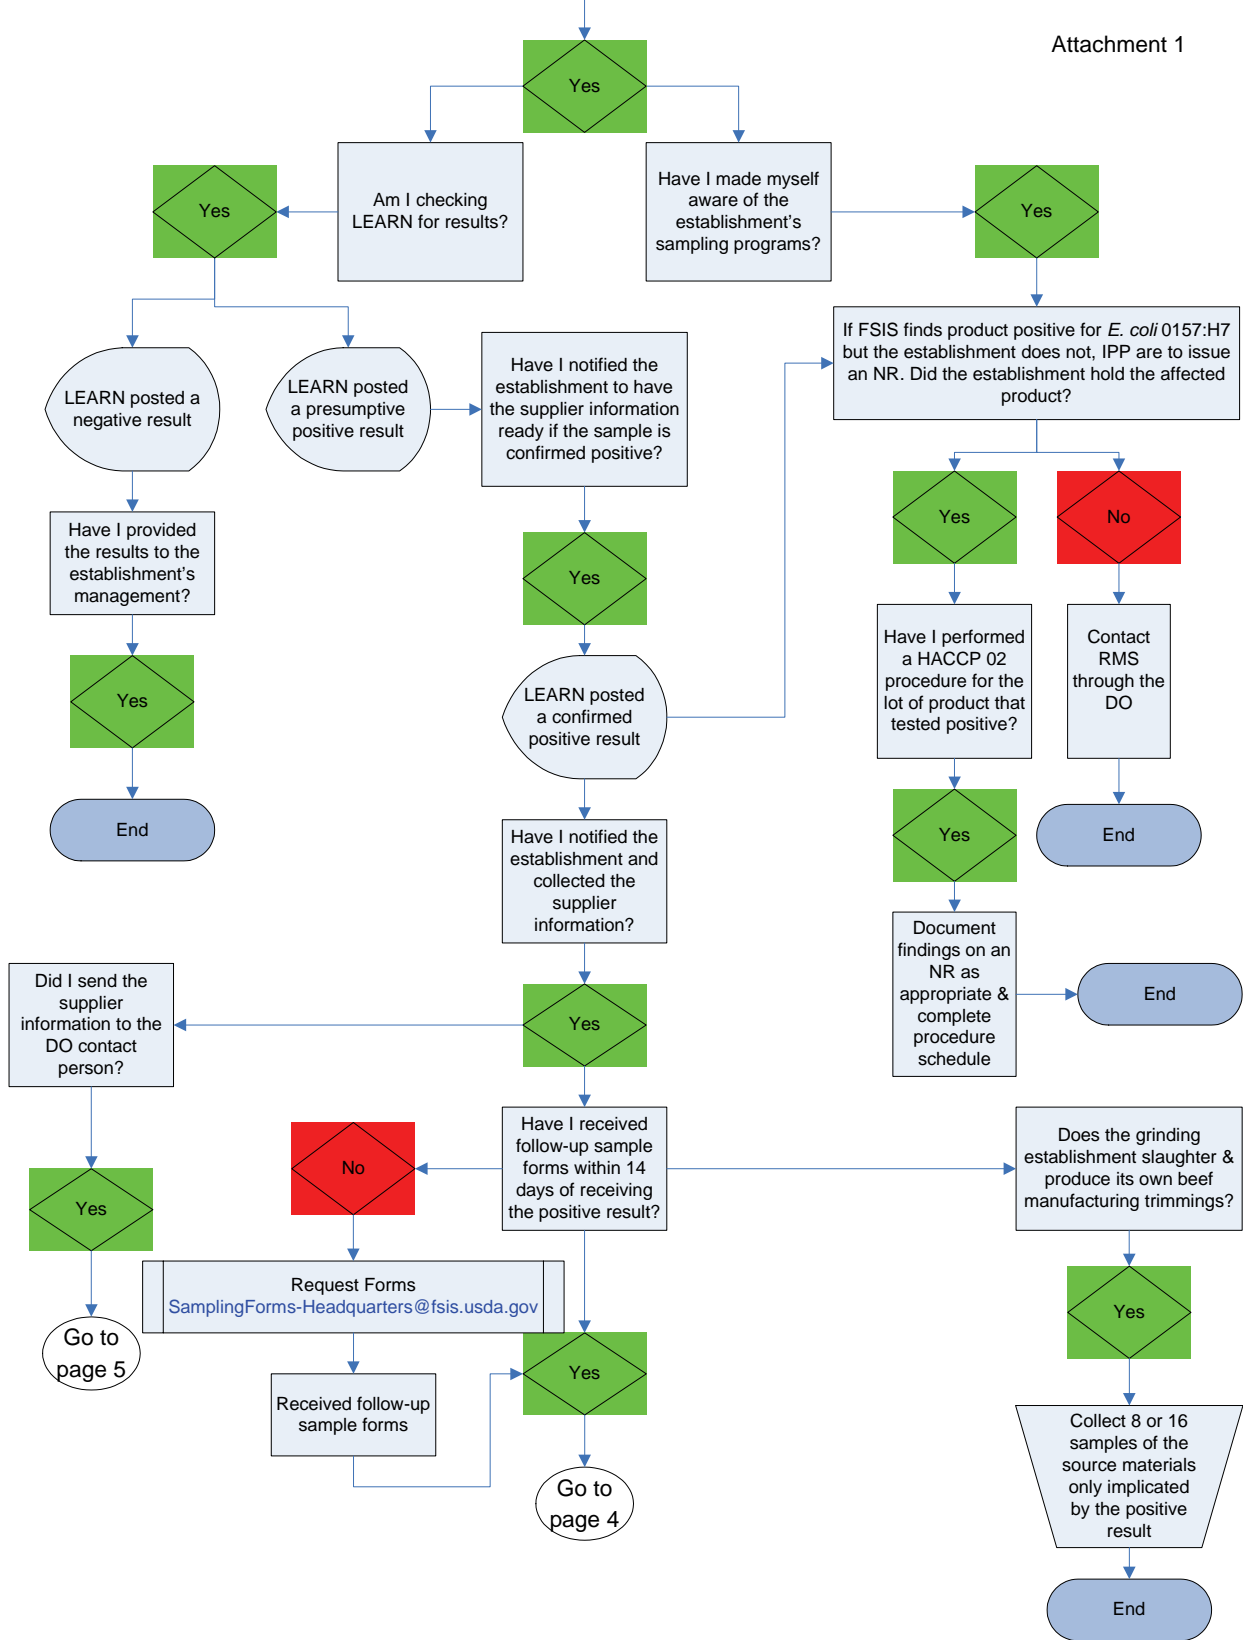 Attachment 1
Yes
Am I checking
LEARN for results?
Have I made myself
aware of the
establishment's
sampling programs?
Yes
Yes
LEARN posted a
negative result
LEARN posted
a presumptive
positive result
Have I notified the
establishment to have
the supplier information
ready if the sample is
confirmed positive?
If FSIS finds product positive for E. coli 0157:H7
but the establishment does not, IPP are to issue
an NR. Did the establishment hold the affected
product?
Have I provided
the results to the
establishment's
management?
Yes
Yes
No
Yes
End
LEARN posted
a confirmed
positive result
Have I performed
a HACCP 02
procedure for the
lot of product that
tested positive?
Contact
RMS
through the
DO
Yes
End
Have I notified the
establishment and
collected the
supplier
information?
Document
findings on an
NR as
appropriate &
complete
procedure
schedule
End
Did I send the
supplier
information to the
DO contact
person?
Yes
Yes
Go to
page 5
Have I received
follow-up sample
forms within 14
days of receiving
the positive result?
No
Request Forms
SamplingForms-Headquarters@fsis.usda.gov
Received follow-up
sample forms
Yes
Go to
page 4
Does the grinding
establishment slaughter &
produce its own beef
manufacturing trimmings?
Yes
Collect 8 or 16
samples of the
source materials
only implicated
by the positive
result
End